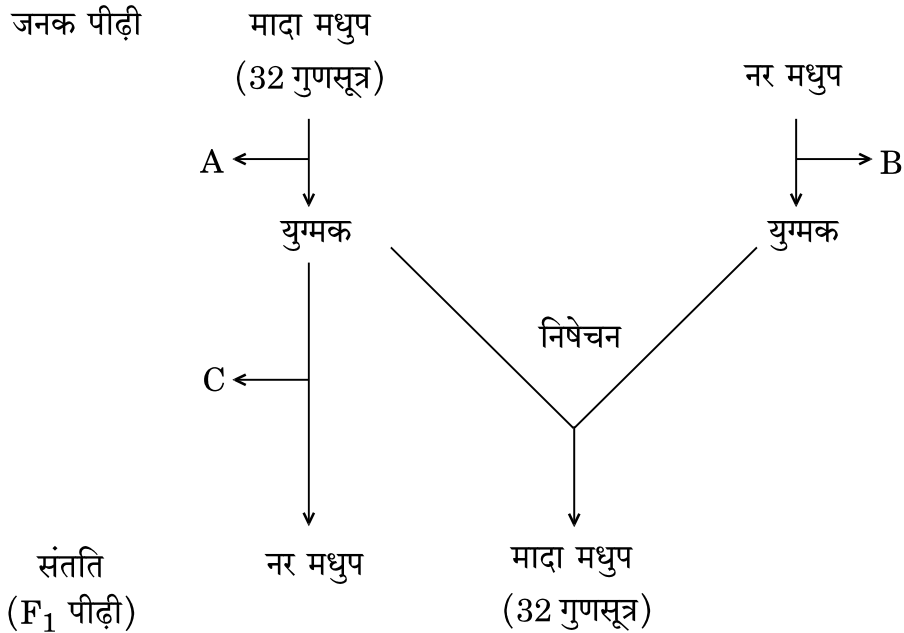 जनक पीढ़ी
मादा मधुप
(32 गुणसूत्र)
नर मधुप
A
B
युग्मक
युग्मक
निषेचन
C
संतति
(F₁ पीढ़ी)
नर मधुप
मादा मधुप
(32 गुणसूत्र)